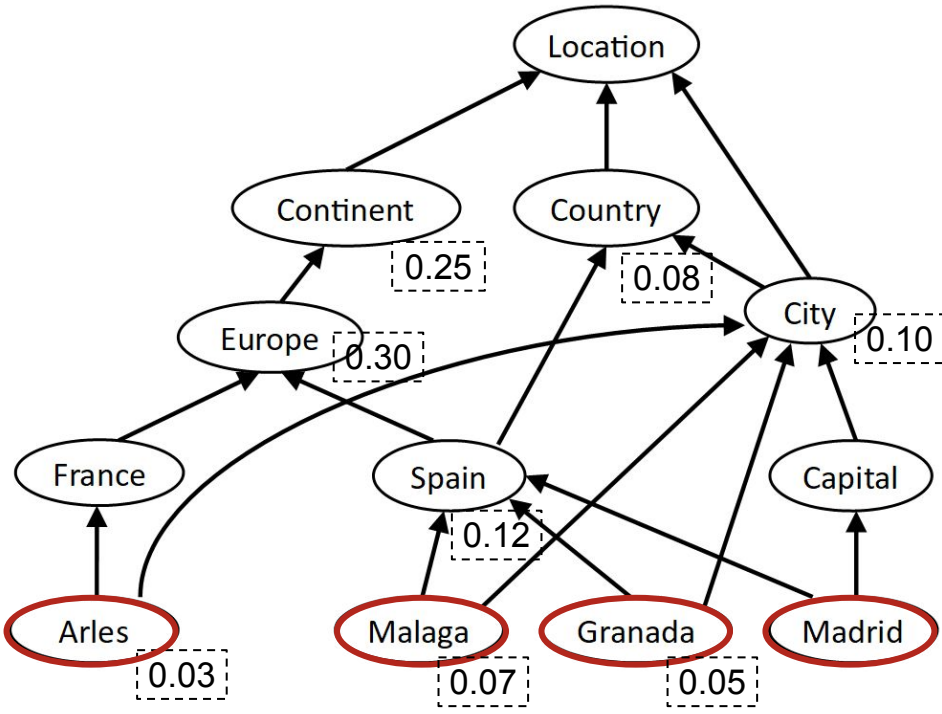 Location
Continent
Country
0.25
0.08
City
0.10
Europe
0.30
France
Spain
Capital
0.12
Arles
Malaga
Granada
Madrid
0.03
0.07
0.05